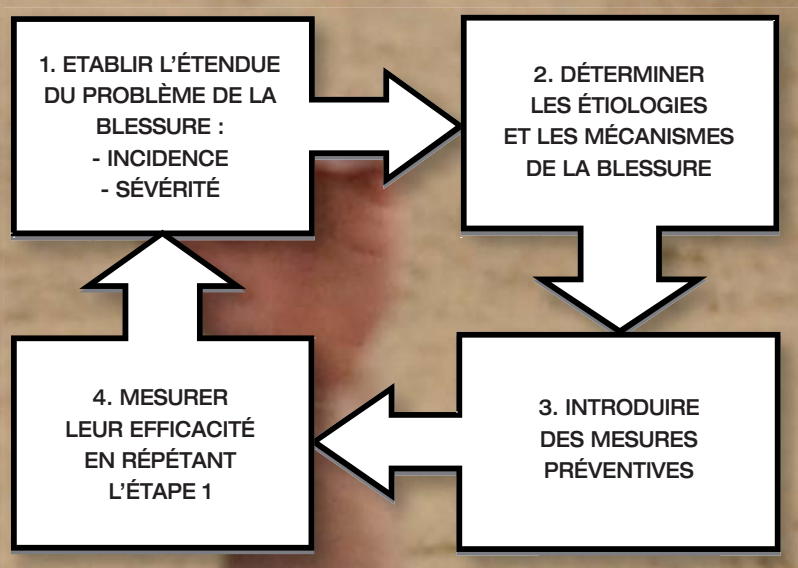 1. ETABLIR L'ÉTENDUE
DU PROBLÈME DE LA
BLESSURE :
- INCIDENCE
- SÉVÉRITÉ
2. DÉTERMINER
LES ÉTIOLOGIES
ET LES MÉCANISMES
DE LA BLESSURE
3. INTRODUIRE
DES MESURES
PRÉVENTIVES
4. MESURER
LEUR EFFICACITÉ
EN RÉPÉTANT
L'ÉTAPE 1